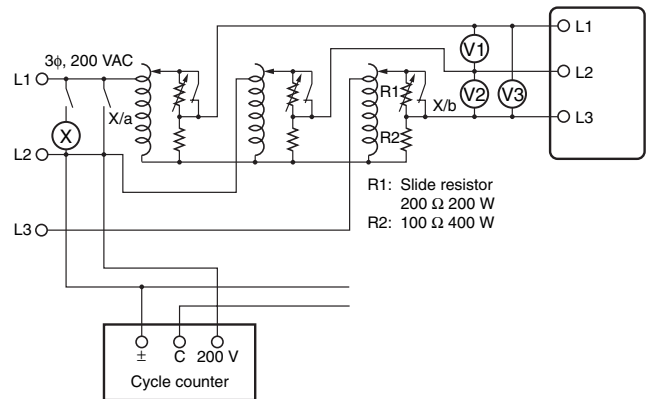 3ϕ, 200 VAC
L1
L2
L3
X
X/a
R1
R2
X/b
V1
V2
V3
L1
L2
L3
R1: Slide resistor
200 Ω 200 W
R2: 100 Ω 400 W
± C 200 V
Cycle counter